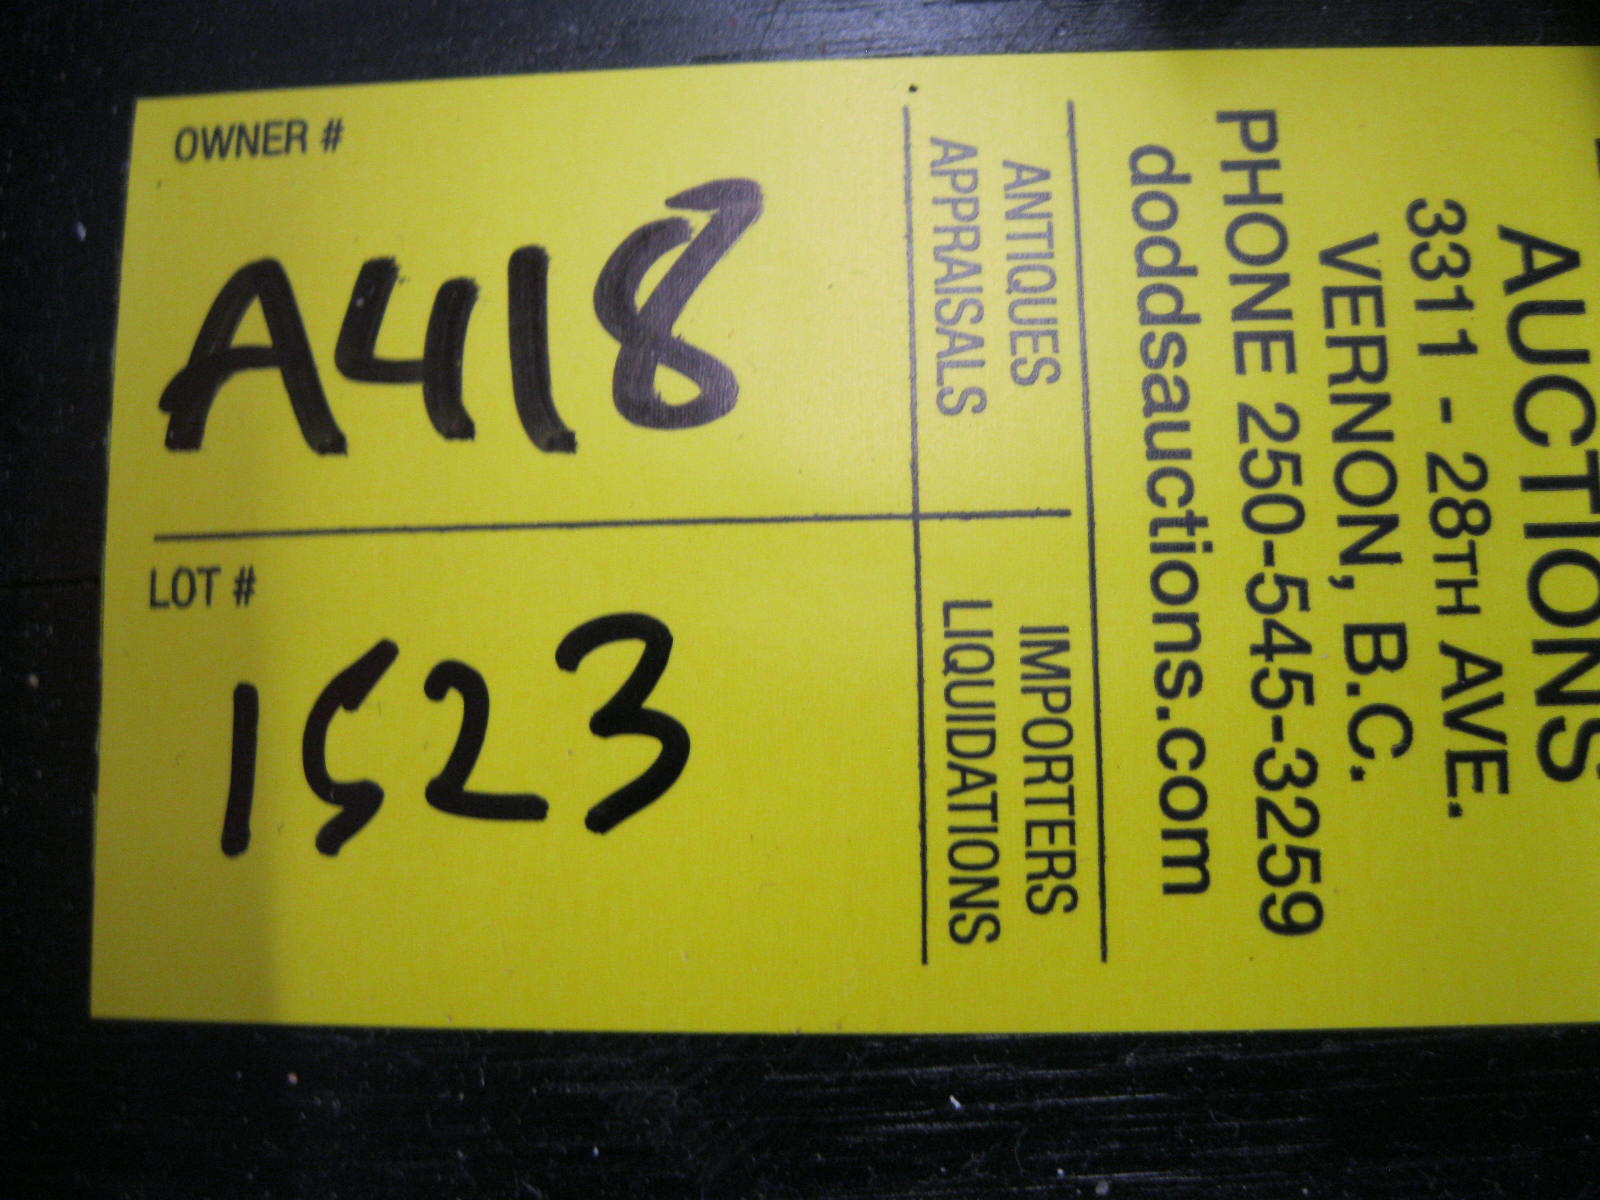 AUCTIONS
3311 - 28TH AVE.
VERNON, B.C.
PHONE 250-545-3259
doddsauctions.com
ANTIQUES IMPORTERS
APPRAISALS LIQUIDATIONS
OWNER #
A418
LOT #
1523